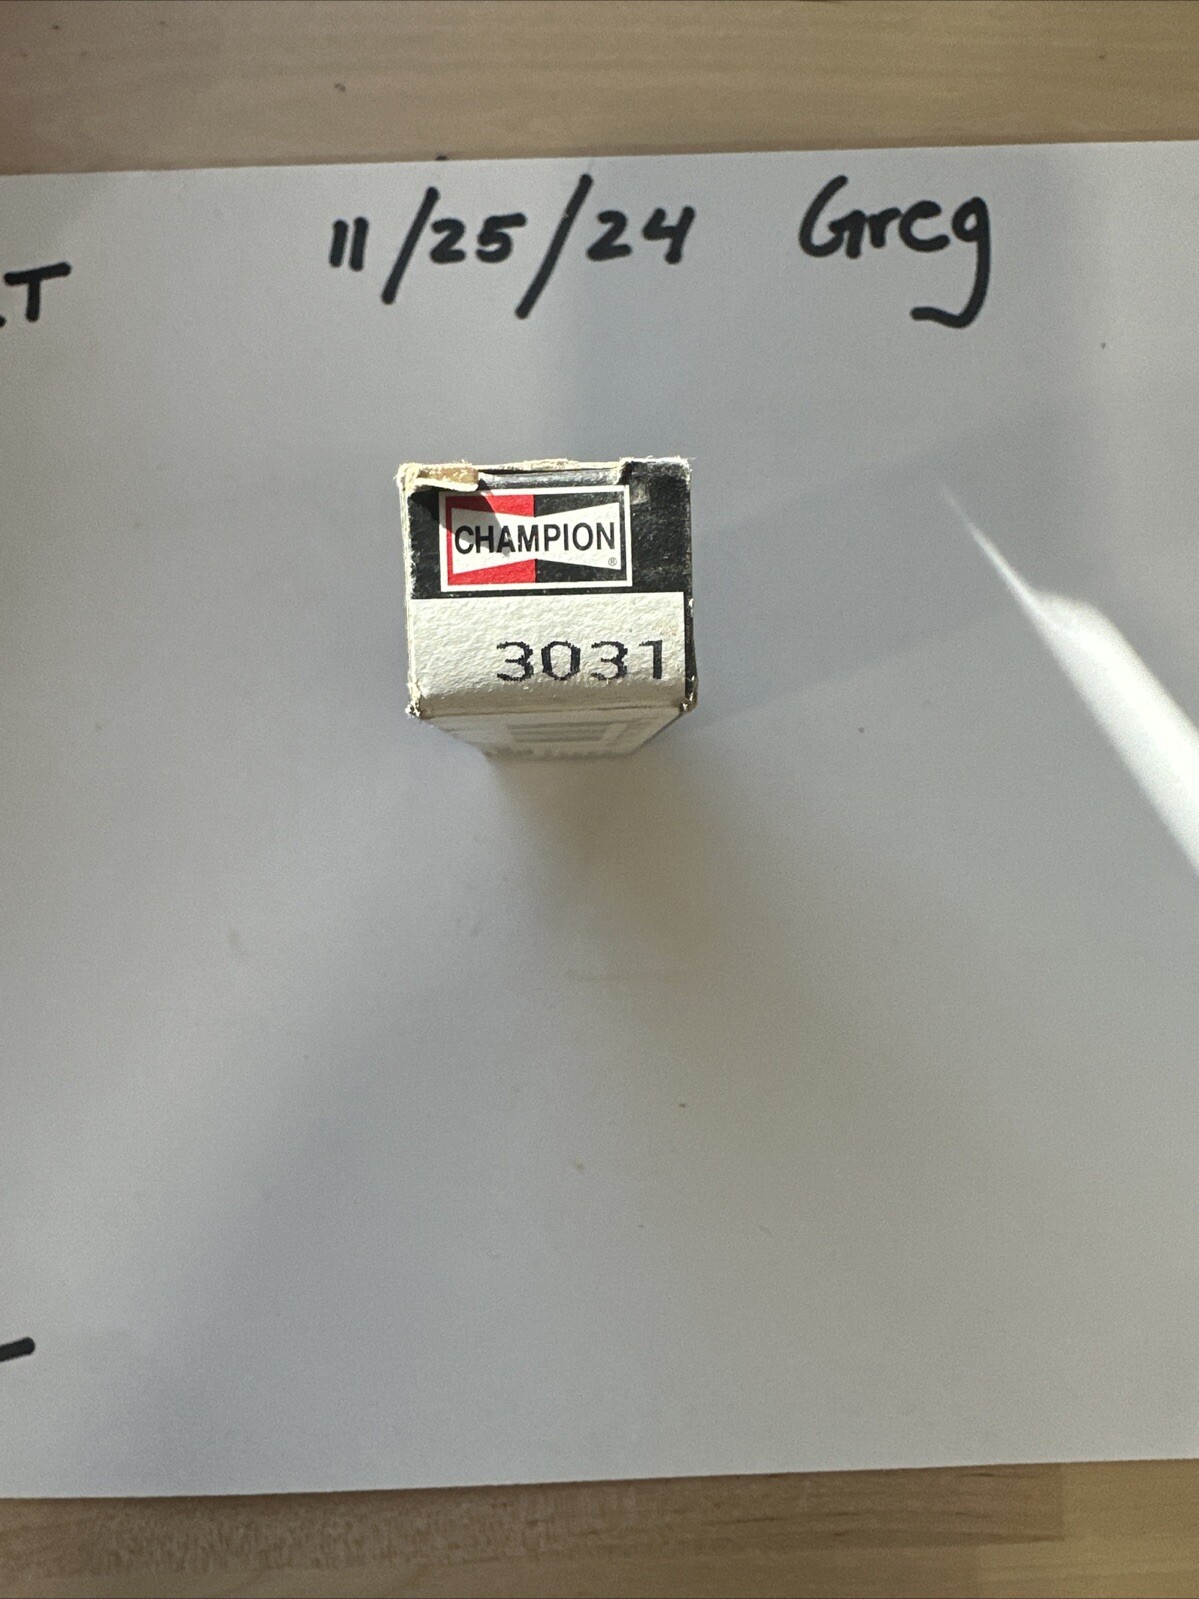 11/25/24 Greg
.T
CHAMPION
®
3031